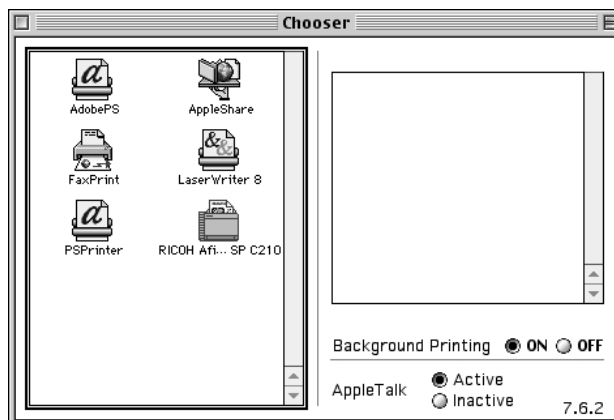 Chooser
AdobePS AppleShare
FaxPrint LaserWriter 8
PSPrinter RICOH Afi... SP C210
Background Printing ON OFF
AppleTalk Active
Inactive
7.6.2